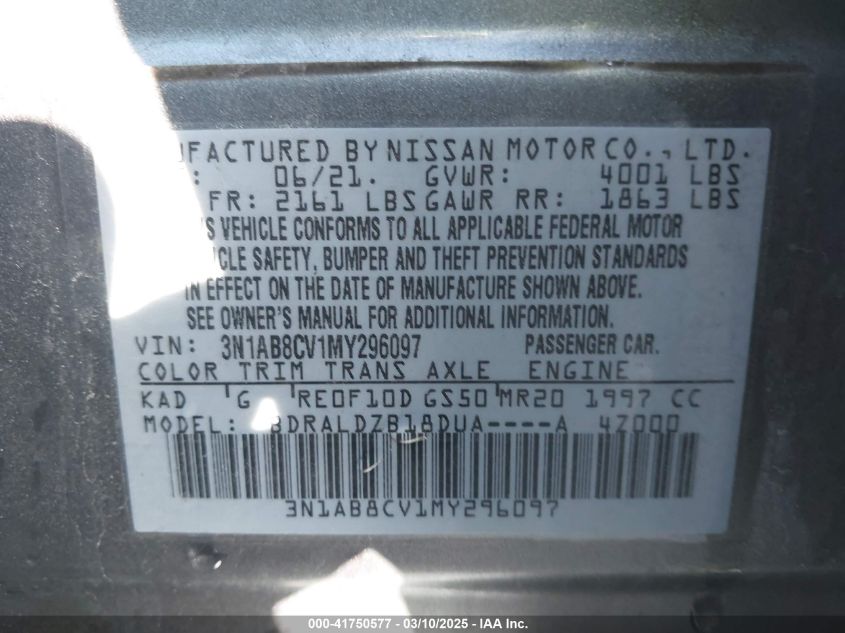 UFACTURED BY NISSAN MOTOR CO., LTD.
: 06/21. GVWR: 4001 LBS
FR: 2161 LBS GAWR RR: 1863 LBS
S VEHICLE CONFORMS TO ALL APPLICABLE FEDERAL MOTOR
CLE SAFETY, BUMPER AND THEFT PREVENTION STANDARDS
IN EFFECT ON THE DATE OF MANUFACTURE SHOWN ABOVE.
SEE OWNER'S MANUAL FOR ADDITIONAL INFORMATION.
VIN: 3N1AB8CV1MY296097 PASSENGER CAR.
COLOR TRIM TRANS AXLE ENGINE
KAD G RE0F10D GS50 MR20 1997 CC
MODEL: BDRALDZB18DUA----A 4Z000
3N1AB8CV1MY296097
000-41750577 — 03/10/2025 — IAA Inc.